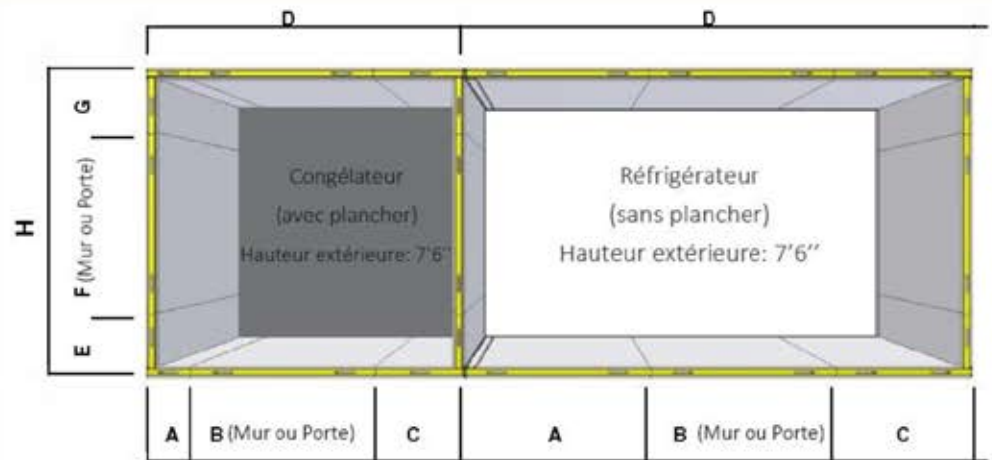 D
D
G
F (Mur ou Porte)
E
H
Congélateur
(avec plancher)
Hauteur extérieure: 7'6''
Réfrigérateur
(sans plancher)
Hauteur extérieure: 7'6''
A
B (Mur ou Porte)
C
A
B (Mur ou Porte)
C